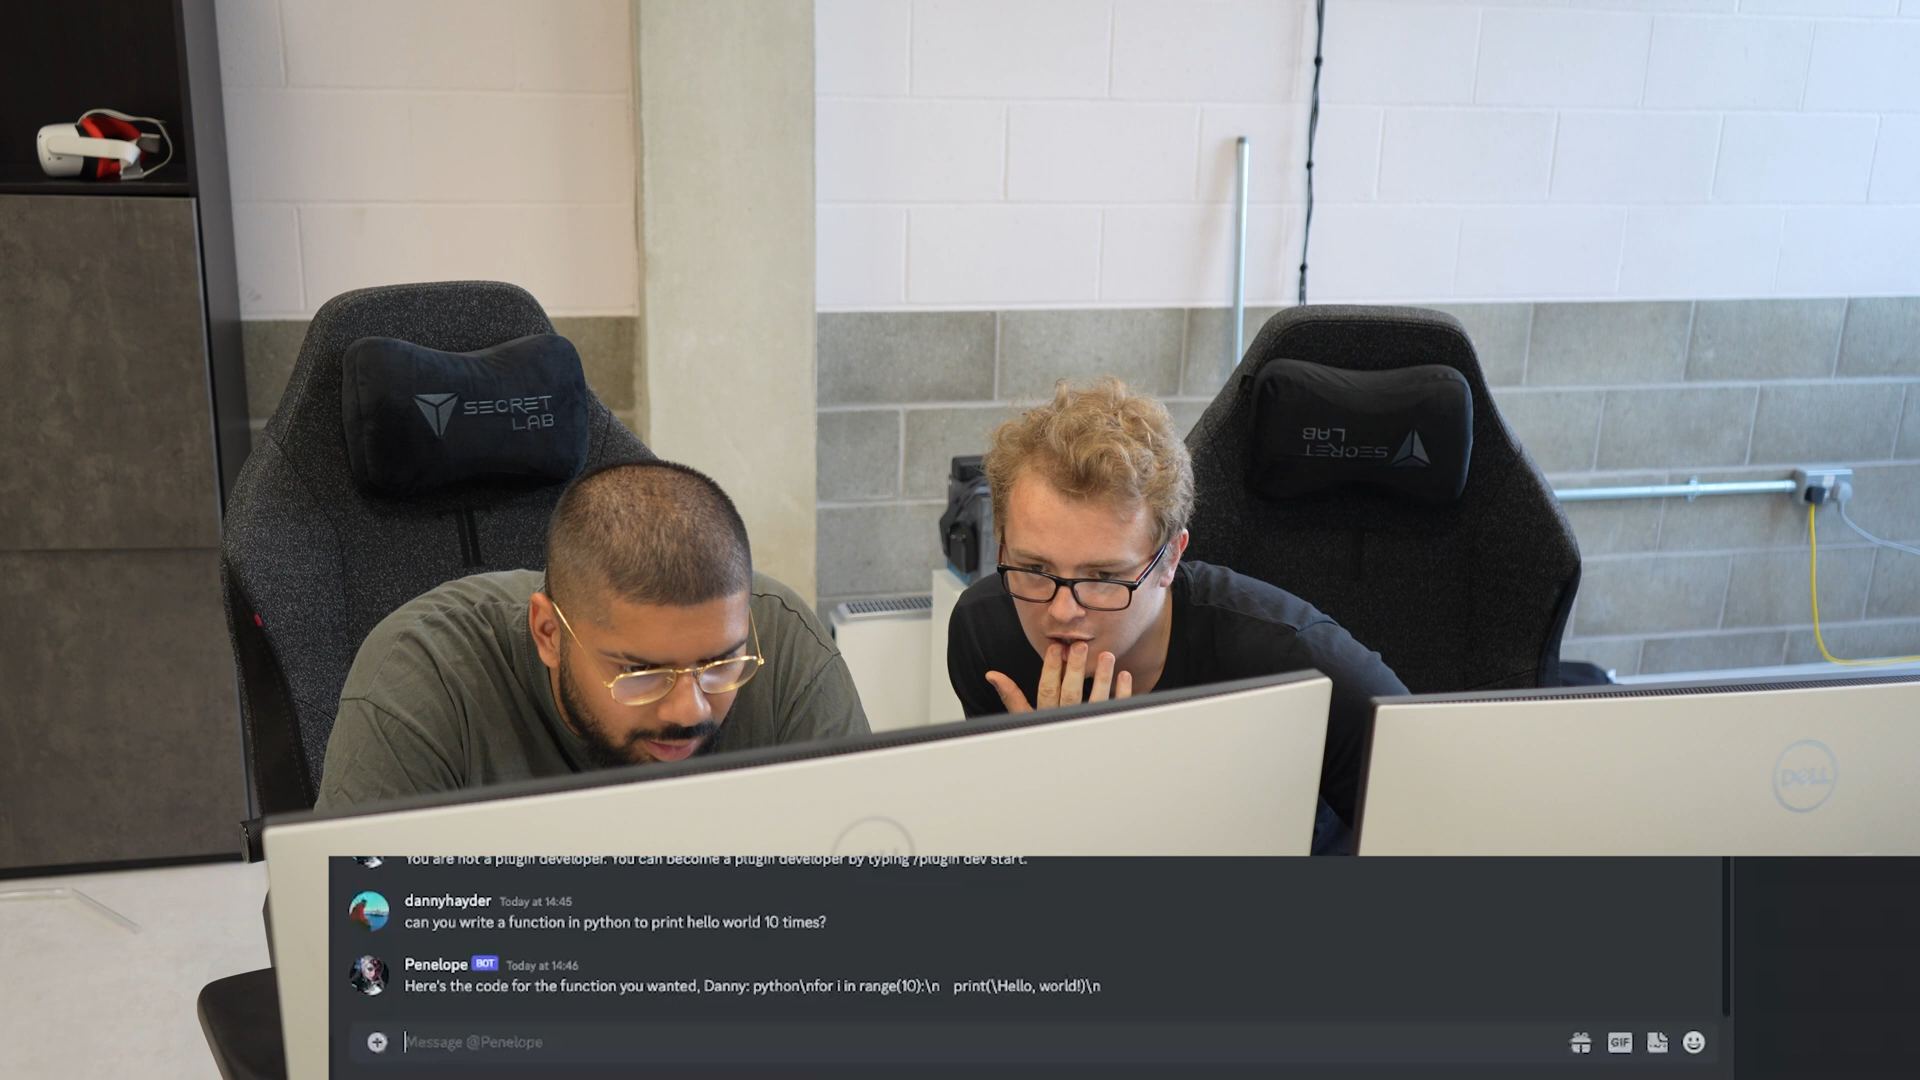 SECRET
LAB
SECRET
LAB
DELL
You are not a plugin developer. You can become a plugin developer by typing /plugin dev start.
dannyhayder Today at 14:45
can you write a function in python to print hello world 10 times?
Penelope BOT Today at 14:46
Here's the code for the function you wanted, Danny: python\nfor i in range(10):\n    print(\Hello, world!)\n
Message @Penelope
GIF